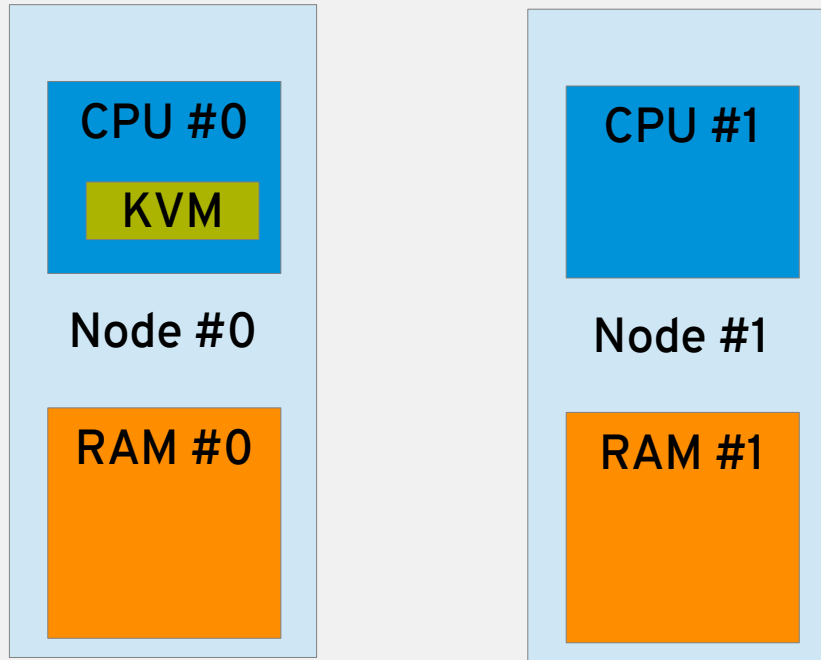 CPU #0
KVM
Node #0
RAM #0
CPU #1
Node #1
RAM #1